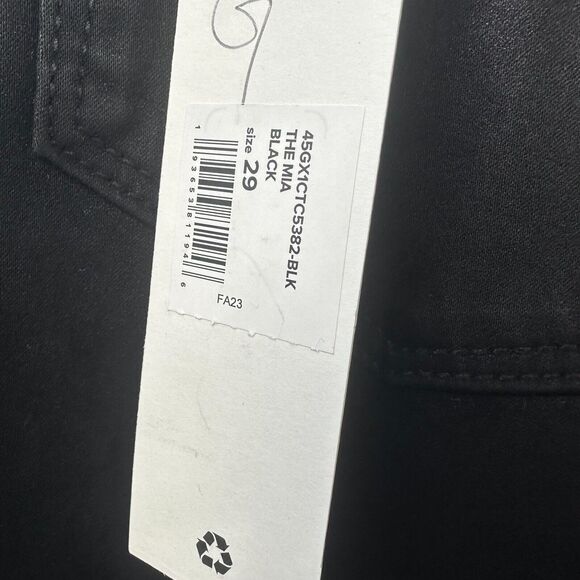 45GX1CTC5382-BLK
THE MIA
BLACK
size 29
1 93653 81194 6
FA23